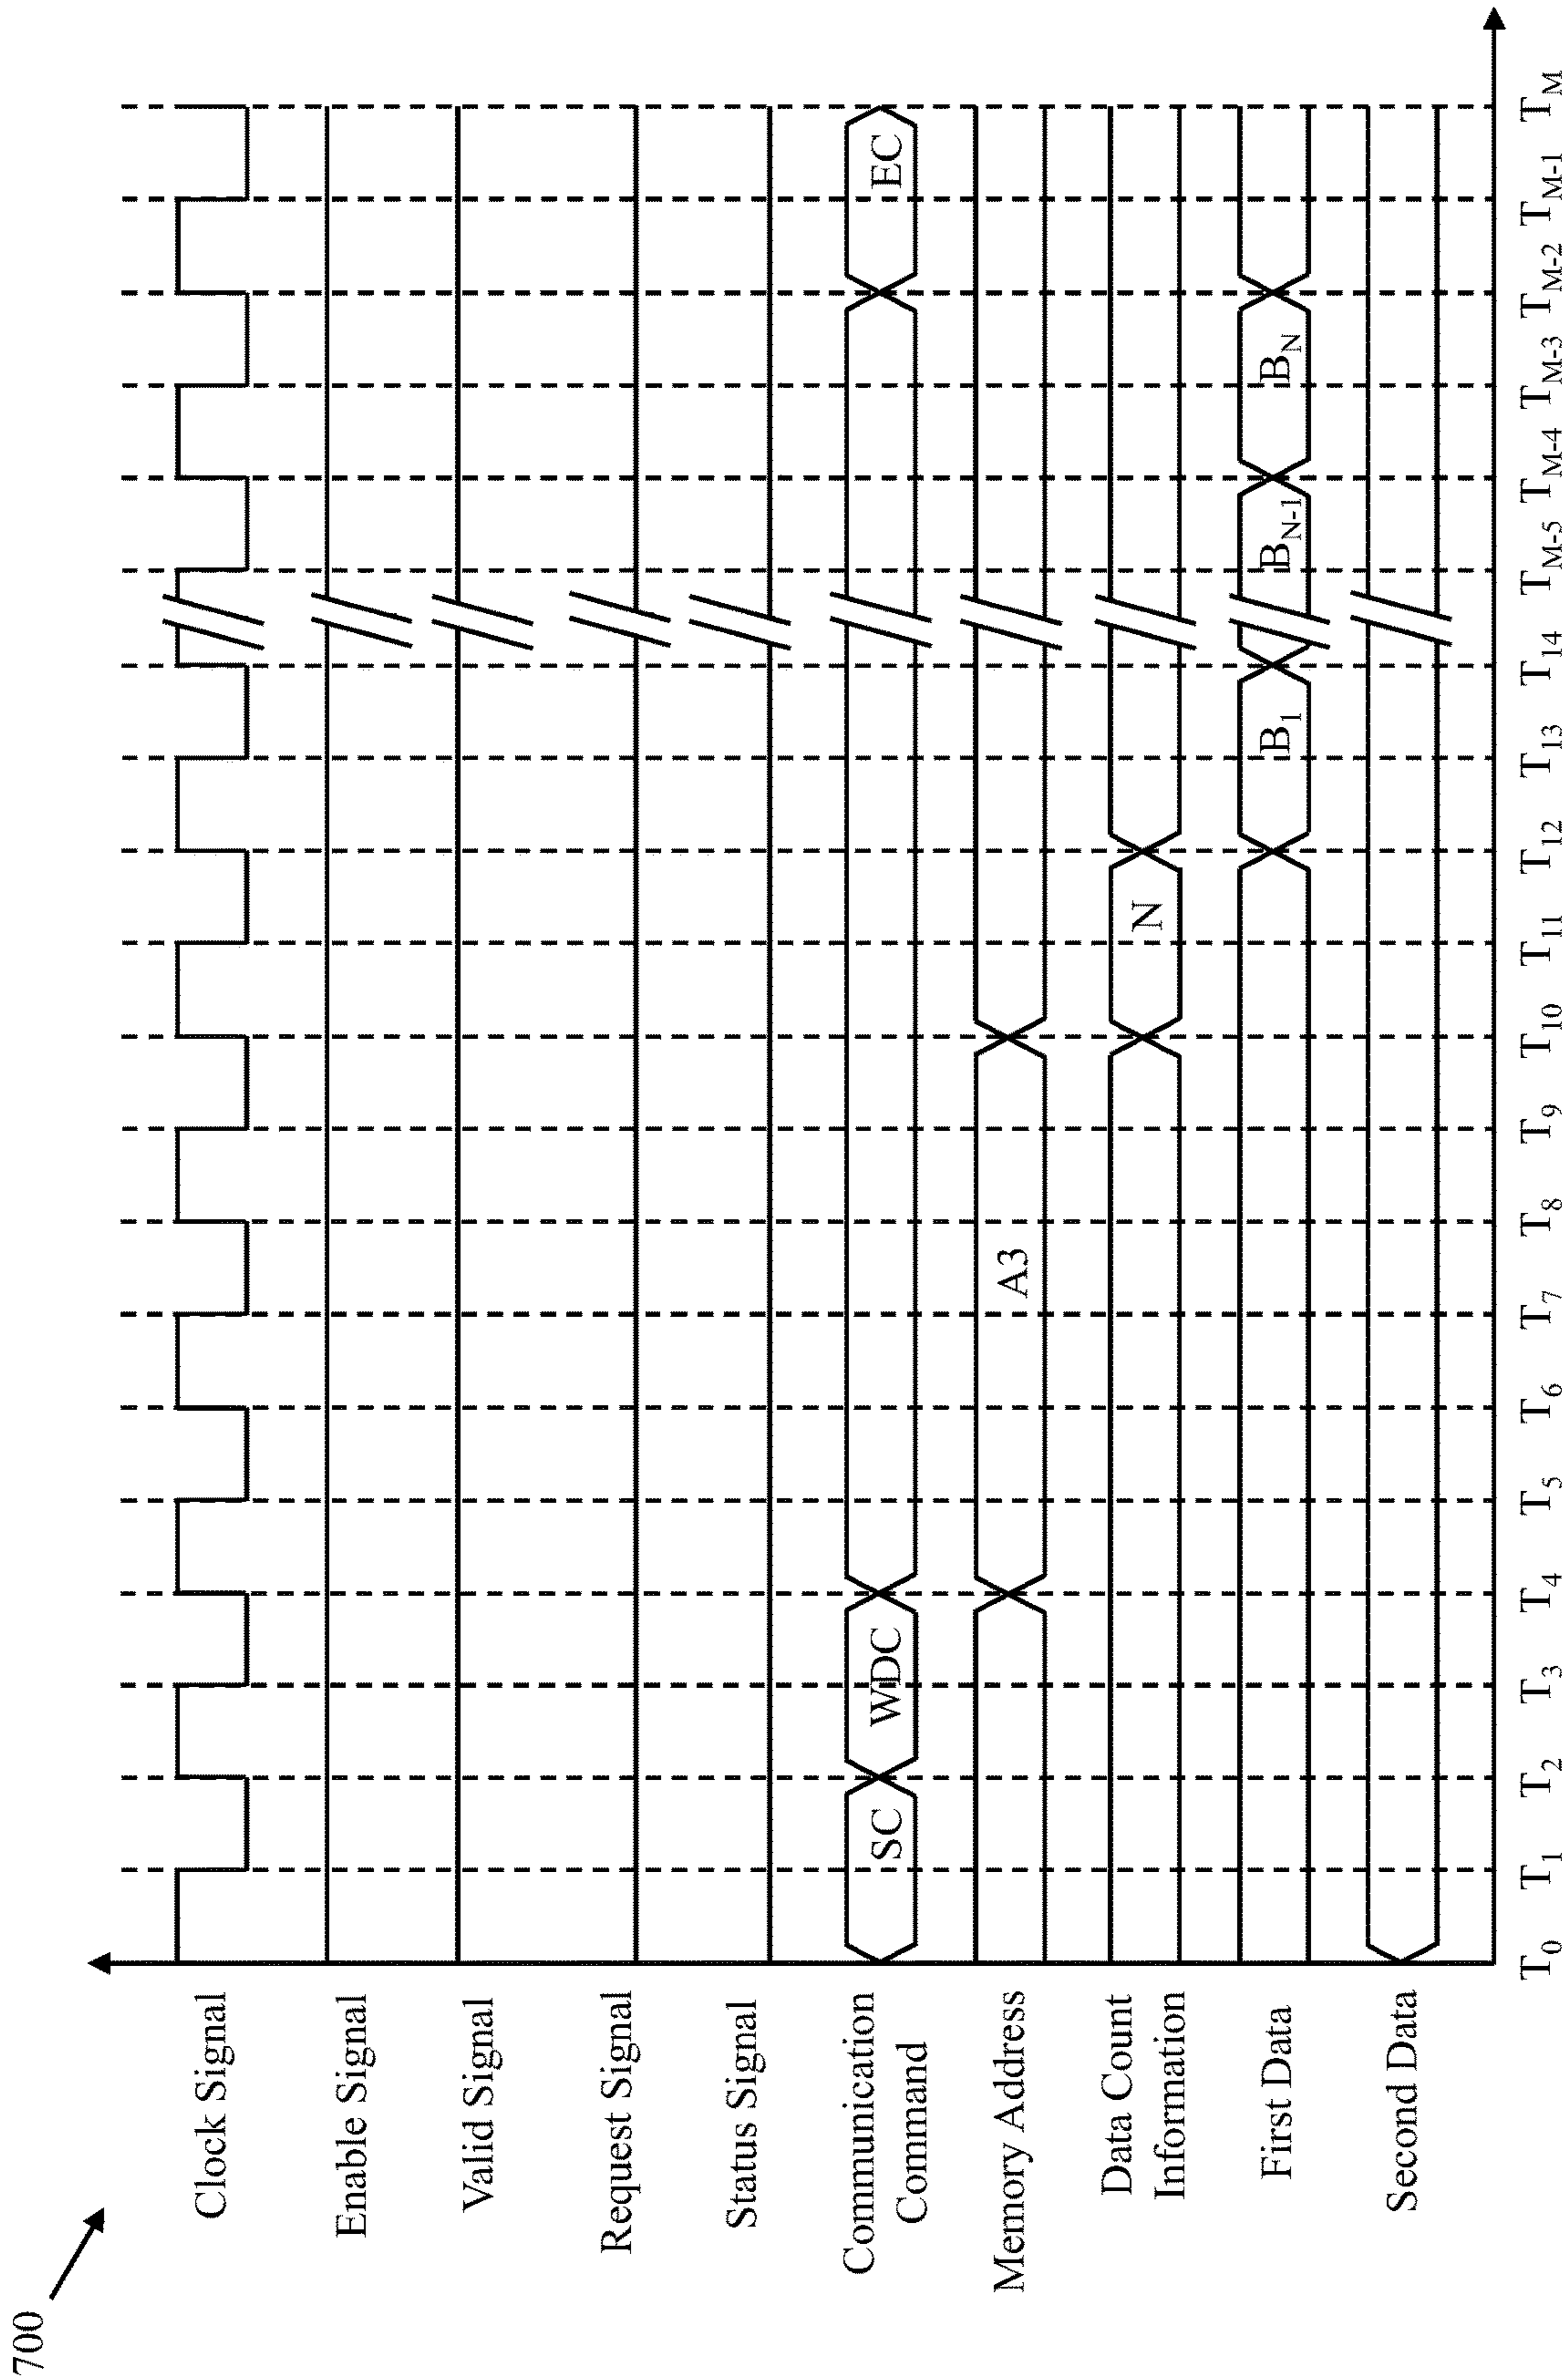 700
Clock Signal
Enable Signal
Valid Signal
Request Signal
Status Signal
Communication
Command
SC
WDC
EC
Memory Address
A3
Data Count
Information
N
First Data
B1
BN-1
BN
Second Data
T0
T1
T2
T3
T4
T5
T6
T7
T8
T9
T10
T11
T12
T13
T14
TM-5
TM-4
TM-3
TM-2
TM-1
TM